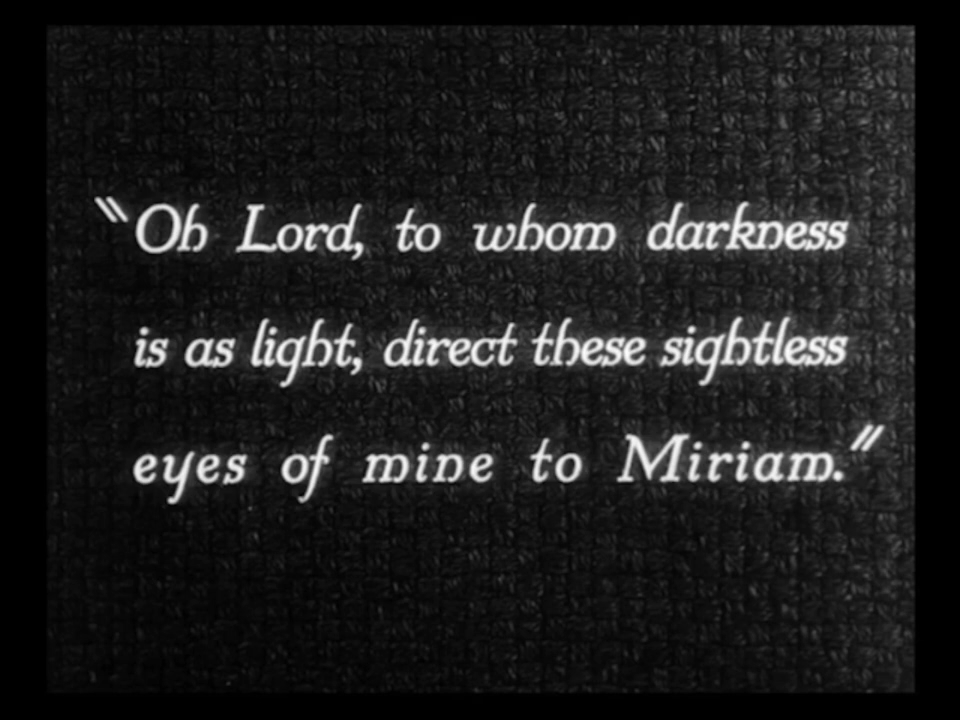 "Oh Lord, to whom darkness
is as light, direct these sightless
eyes of mine to Miriam."